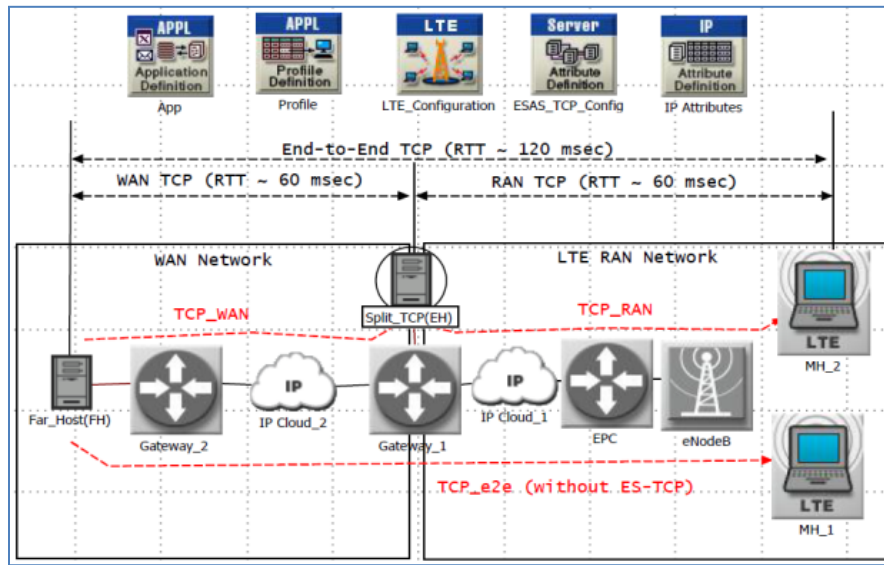 APPL
Application
Definition
App
APPL
Profiile
Definition
Profile
LTE
LTE_Configuration
Server
Attribute
Definition
ESAS_TCP_Config
IP
Attribute
Definition
IP Attributes
End-to-End TCP (RTT ~ 120 msec)
WAN TCP (RTT ~ 60 msec)
RAN TCP (RTT ~ 60 msec)
WAN Network
LTE RAN Network
TCP_WAN
Split_TCP(EH)
TCP_RAN
LTE
MH_2
IP
IP
Far_Host(FH)
Gateway_2
IP Cloud_2
Gateway_1
IP Cloud_1
EPC
eNodeB
TCP_e2e (without ES-TCP)
LTE
MH_1